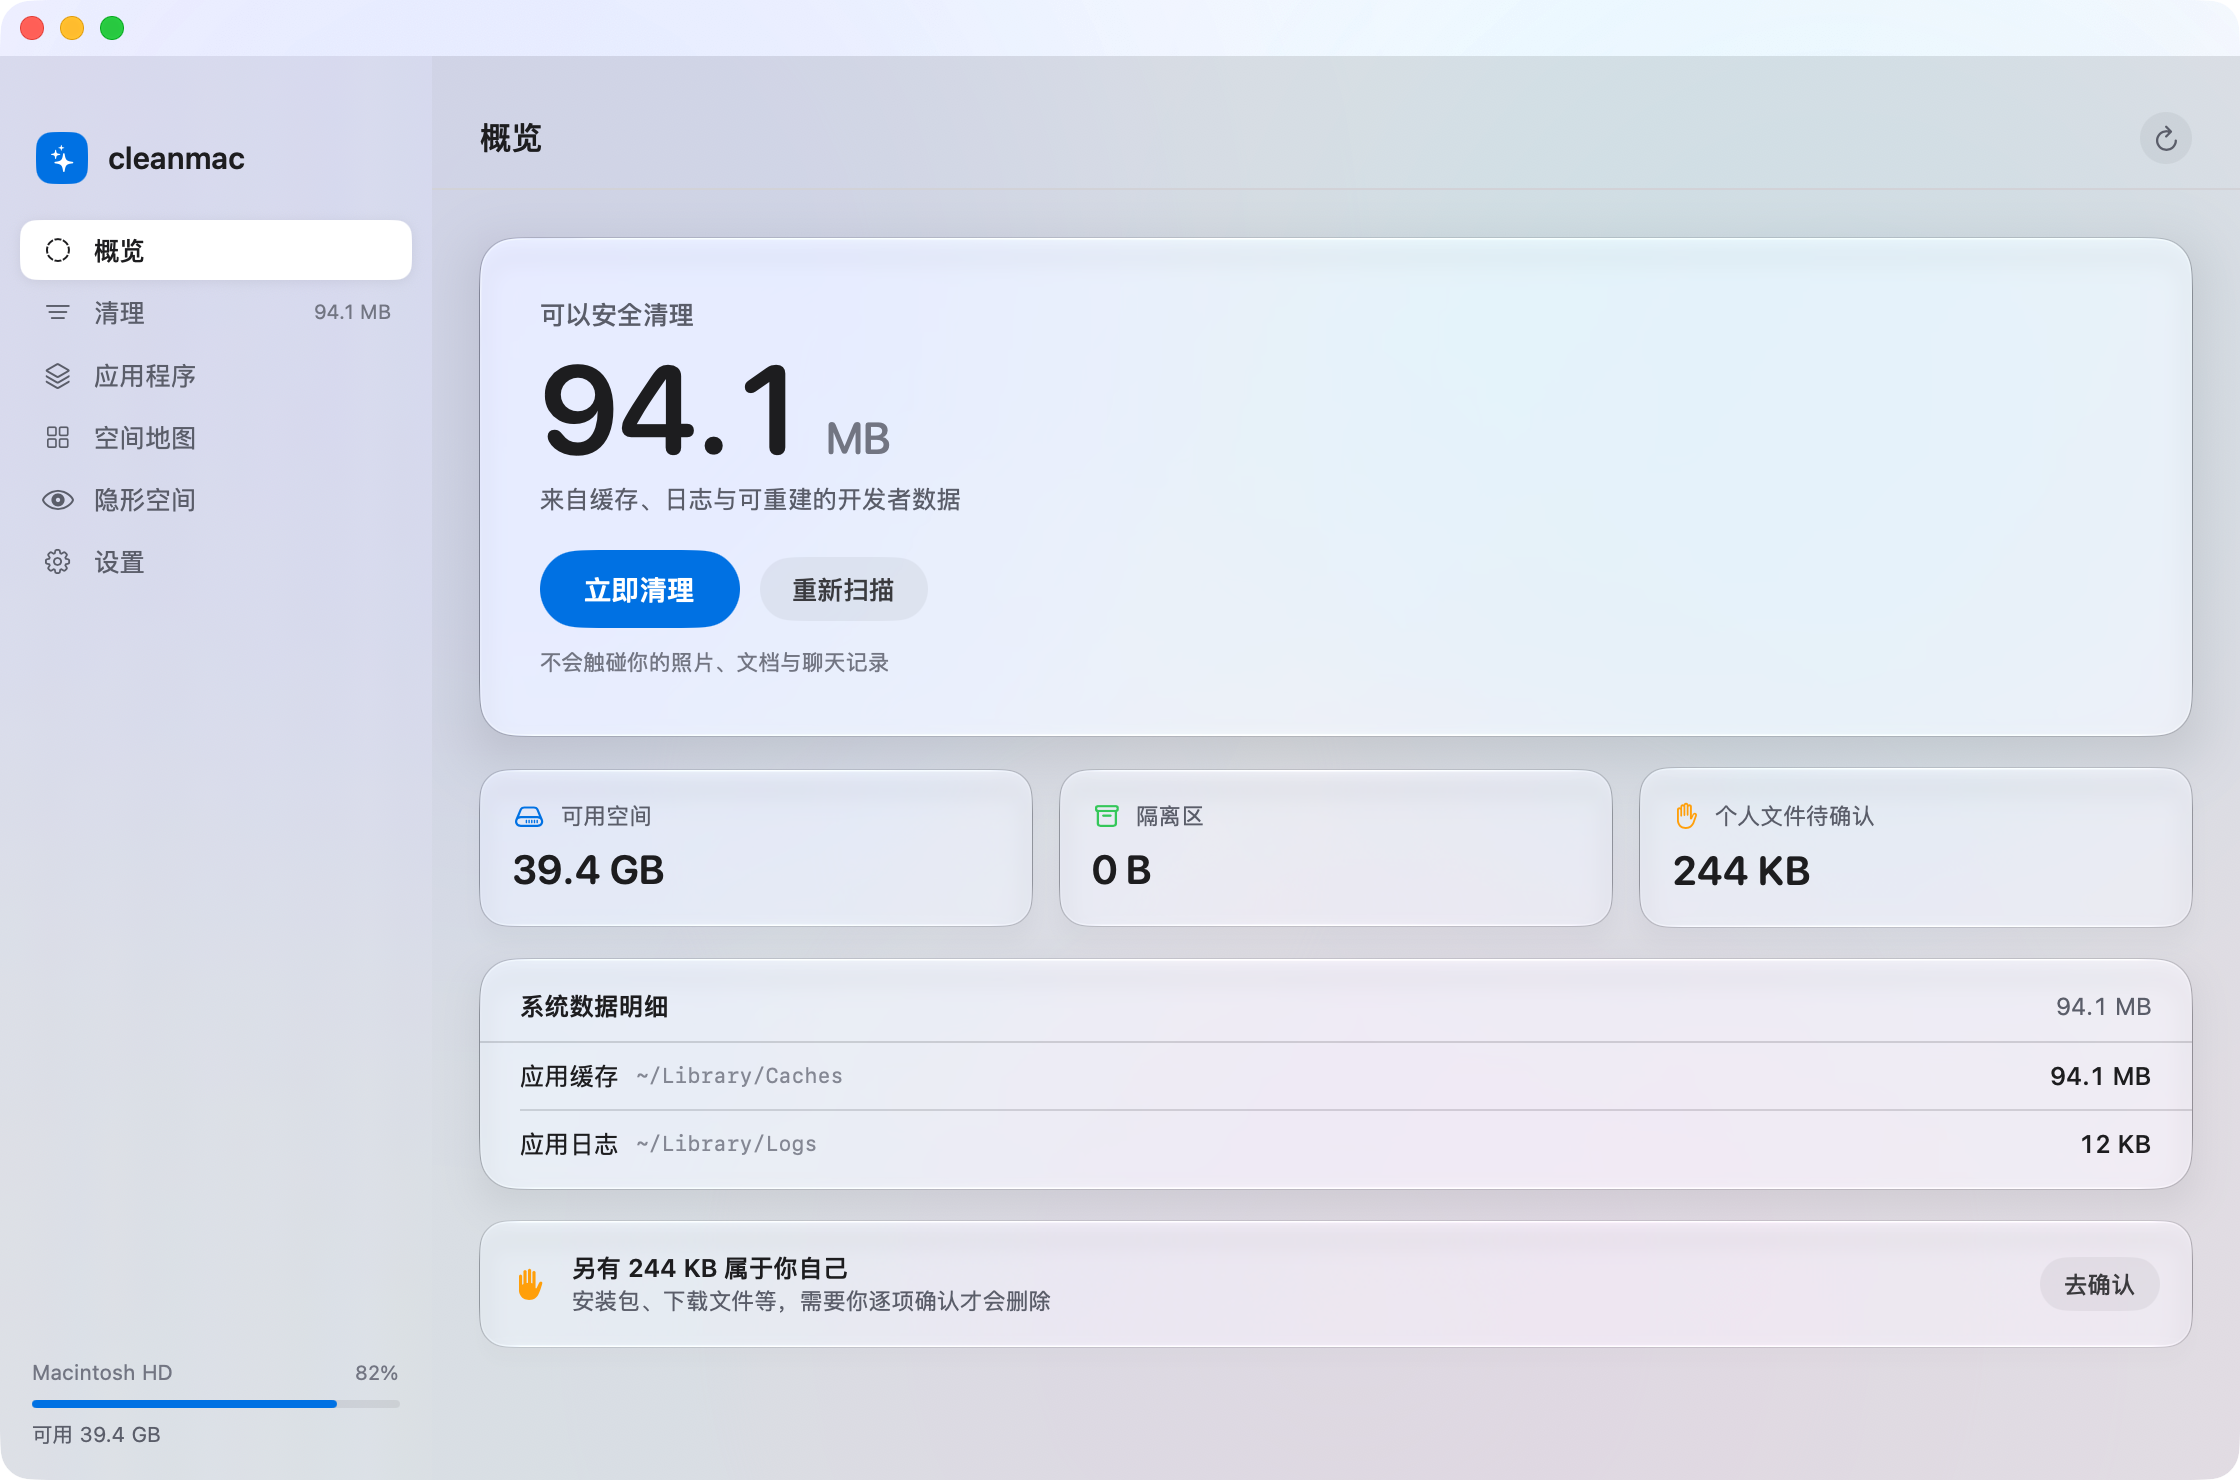 cleanmac
概览
清理 94.1 MB
应用程序
空间地图
隐形空间
设置
Macintosh HD 82%
可用 39.4 GB
概览
可以安全清理
94.1 MB
来自缓存、日志与可重建的开发者数据
立即清理 重新扫描
不会触碰你的照片、文档与聊天记录
可用空间
39.4 GB
隔离区
0 B
个人文件待确认
244 KB
系统数据明细 94.1 MB
应用缓存 ~/Library/Caches 94.1 MB
应用日志 ~/Library/Logs 12 KB
另有 244 KB 属于你自己
安装包、下载文件等，需要你逐项确认才会删除
去确认